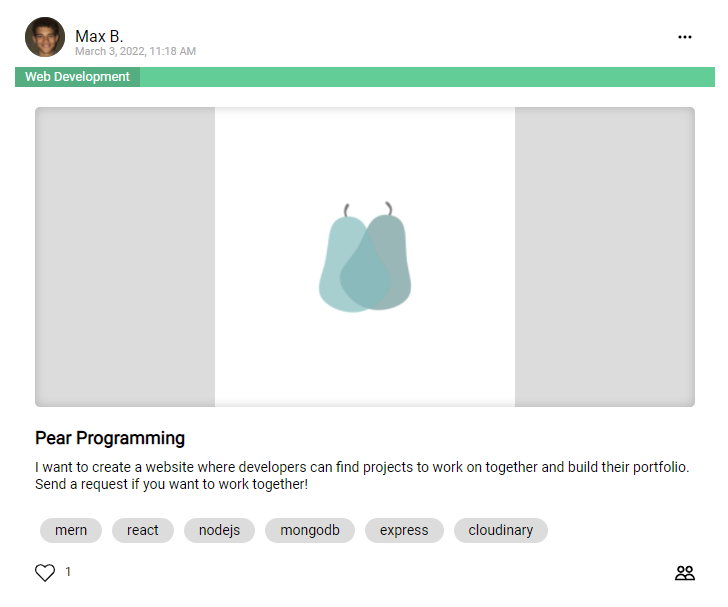 Max B.
March 3, 2022, 11:18 AM
Web Development
Pear Programming
I want to create a website where developers can find projects to work on together and build their portfolio.
Send a request if you want to work together!
mern react nodejs mongodb express cloudinary
1